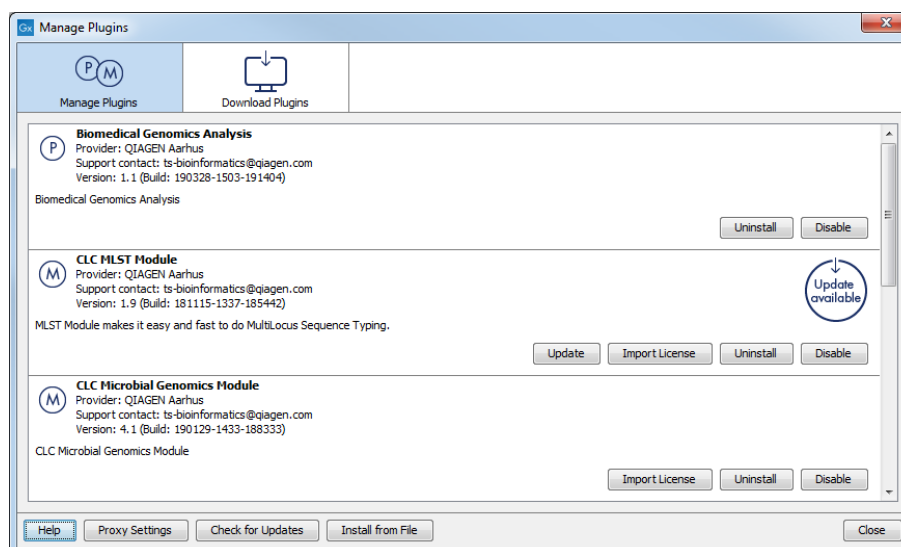 Gx Manage Plugins
P M
Manage Plugins
Download Plugins
P
Biomedical Genomics Analysis
Provider: QIAGEN Aarhus
Support contact: ts-bioinformatics@qiagen.com
Version: 1.1 (Build: 190328-1503-191404)
Biomedical Genomics Analysis
Uninstall Disable
M
CLC MLST Module
Provider: QIAGEN Aarhus
Support contact: ts-bioinformatics@qiagen.com
Version: 1.9 (Build: 181115-1337-185442)
Update
available
MLST Module makes it easy and fast to do MultiLocus Sequence Typing.
Update Import License Uninstall Disable
M
CLC Microbial Genomics Module
Provider: QIAGEN Aarhus
Support contact: ts-bioinformatics@qiagen.com
Version: 4.1 (Build: 190129-1433-188333)
CLC Microbial Genomics Module
Import License Uninstall Disable
Help Proxy Settings Check for Updates Install from File Close